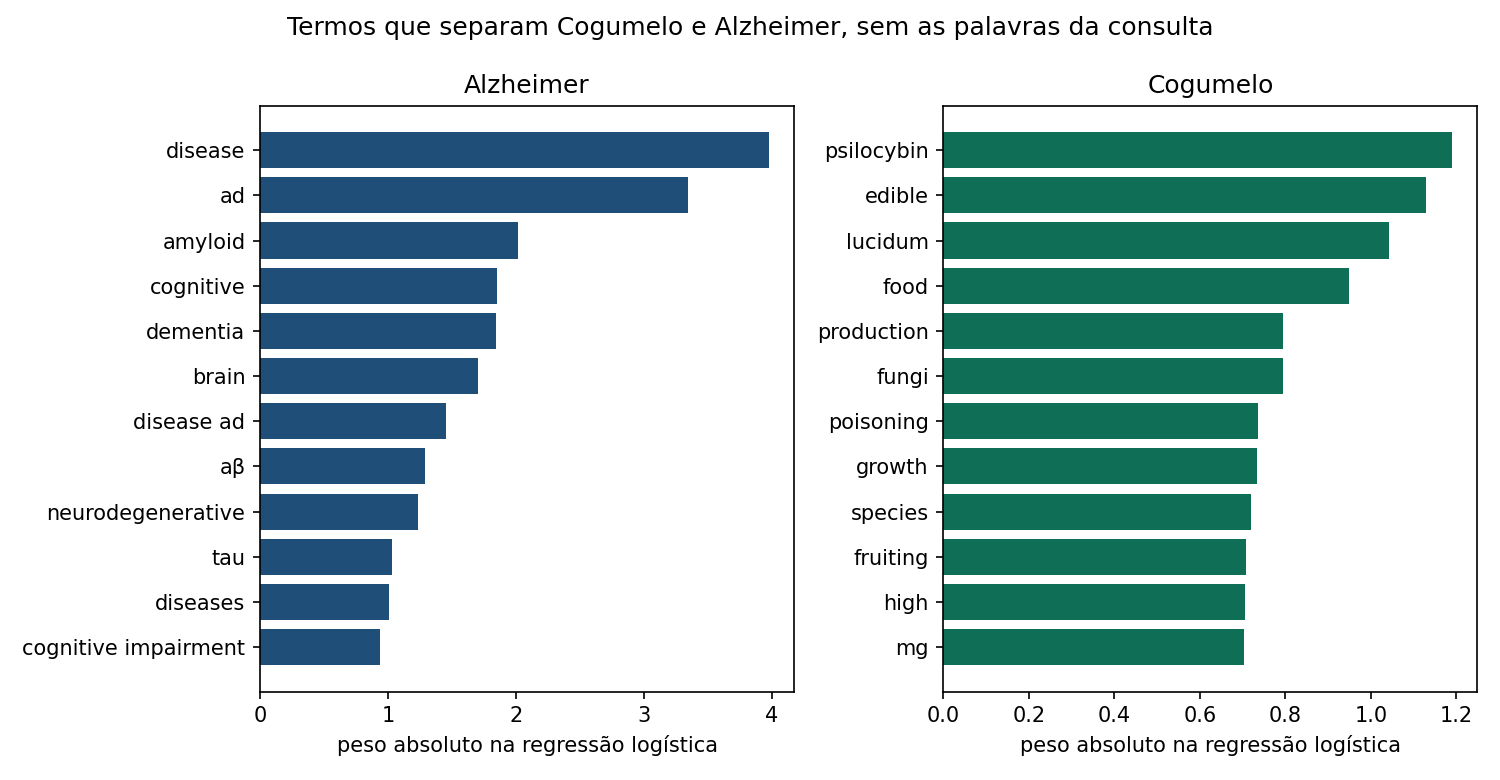 Termos que separam Cogumelo e Alzheimer, sem as palavras da consulta
Alzheimer
disease
ad
amyloid
cognitive
dementia
brain
disease ad
aβ
neurodegenerative
tau
diseases
cognitive impairment
0 1 2 3 4
peso absoluto na regressão logística
Cogumelo
psilocybin
edible
lucidum
food
production
fungi
poisoning
growth
species
fruiting
high
mg
0.0 0.2 0.4 0.6 0.8 1.0 1.2
peso absoluto na regressão logística